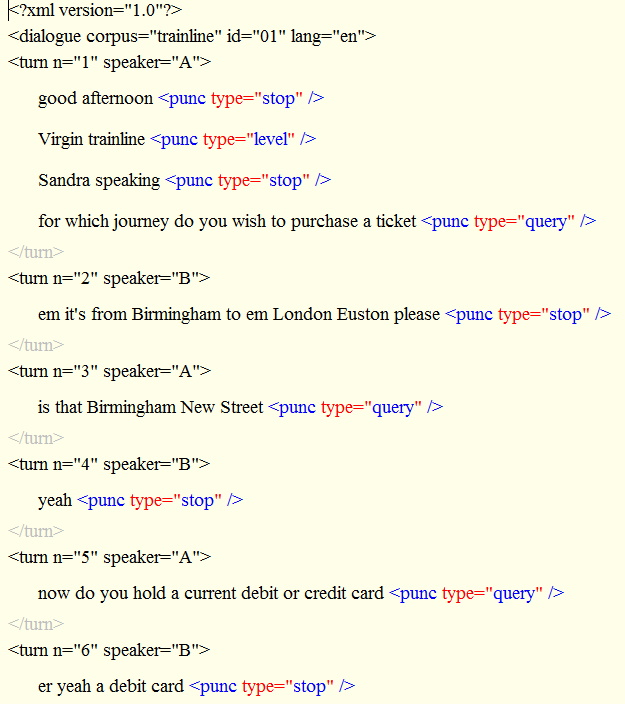 <?xml version="1.0"?>
<dialogue corpus="trainline" id="01" lang="en">
<turn n="1" speaker="A">
good afternoon <punc type="stop" />
Virgin trainline <punc type="level" />
Sandra speaking <punc type="stop" />
for which journey do you wish to purchase a ticket <punc type="query" />
</turn>
<turn n="2" speaker="B">
em it's from Birmingham to em London Euston please <punc type="stop" />
</turn>
<turn n="3" speaker="A">
is that Birmingham New Street <punc type="query" />
</turn>
<turn n="4" speaker="B">
yeah <punc type="stop" />
</turn>
<turn n="5" speaker="A">
now do you hold a current debit or credit card <punc type="query" />
</turn>
<turn n="6" speaker="B">
er yeah a debit card <punc type="stop" />